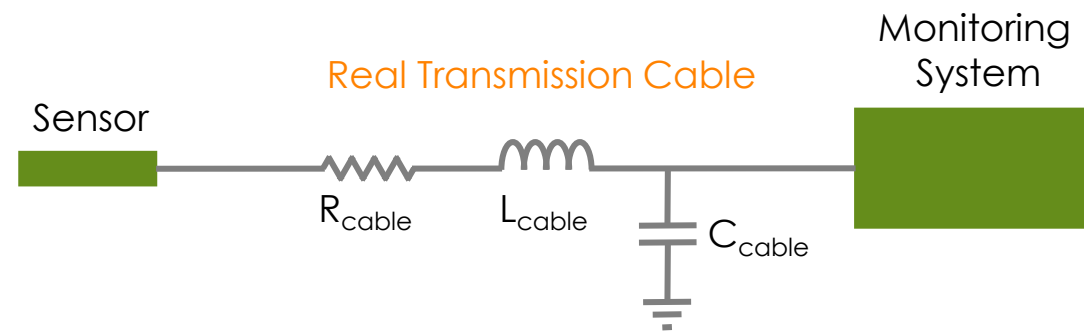 Monitoring
System
Real Transmission Cable
Sensor
Rcable
Lcable
Ccable